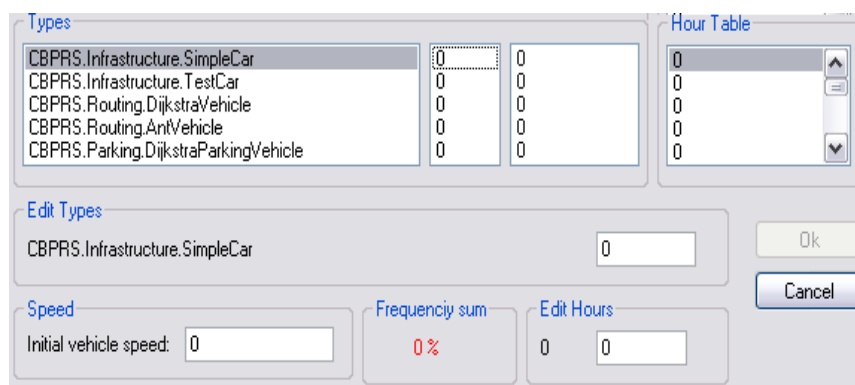 Types
Hour Table
CBPRS.Infrastructure.SimpleCar 0 0 0
CBPRS.Infrastructure.TestCar 0 0 0
CBPRS.Routing.DijkstraVehicle 0 0 0
CBPRS.Routing.AntVehicle 0 0 0
CBPRS.Parking.DijkstraParkingVehicle 0 0 0
Edit Types
CBPRS.Infrastructure.SimpleCar 0
Ok
Cancel
Speed
Initial vehicle speed: 0
Frequenciy sum
0 %
Edit Hours
0 0